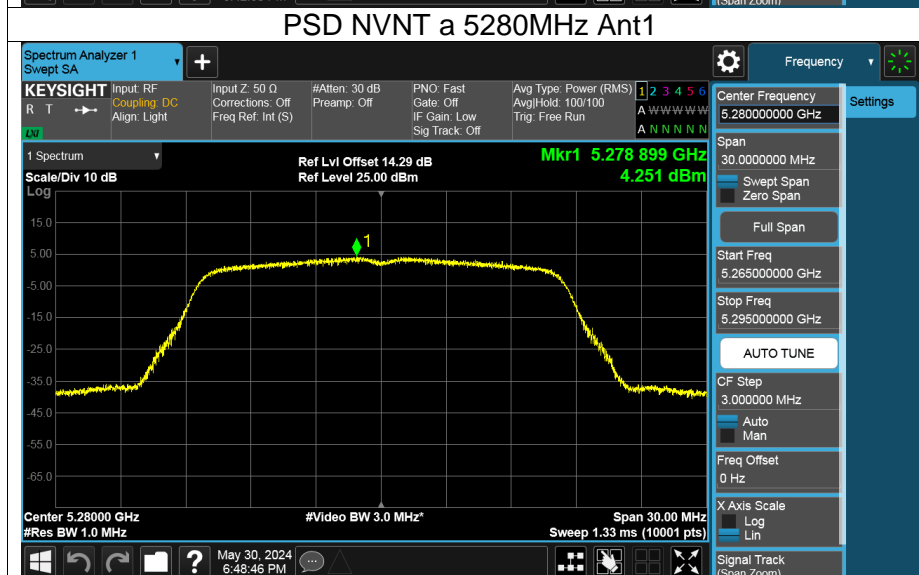 (Span Zoom)
PSD NVNT a 5280MHz Ant1
Spectrum Analyzer 1
Swept SA
+
Frequency
KEYSIGHT
R T
LXI
Input: RF
Coupling: DC
Align: Light
Input Z: 50 Ω
Corrections: Off
Freq Ref: Int (S)
#Atten: 30 dB
Preamp: Off
PNO: Fast
Gate: Off
IF Gain: Low
Sig Track: Off
Avg Type: Power (RMS)
Avg|Hold: 100/100
Trig: Free Run
1 2 3 4 5 6
A W W W W W
A N N N N N
1 Spectrum
Scale/Div 10 dB
Log
Ref Lvl Offset 14.29 dB
Ref Level 25.00 dBm
Mkr1 5.278 899 GHz
4.251 dBm
1
15.0
5.00
-5.00
-15.0
-25.0
-35.0
-45.0
-55.0
-65.0
Center 5.28000 GHz
#Res BW 1.0 MHz
#Video BW 3.0 MHz*
Span 30.00 MHz
Sweep 1.33 ms (10001 pts)
Center Frequency
5.280000000 GHz
Span
30.0000000 MHz
Swept Span
Zero Span
Full Span
Start Freq
5.265000000 GHz
Stop Freq
5.295000000 GHz
AUTO TUNE
CF Step
3.000000 MHz
Auto
Man
Freq Offset
0 Hz
X Axis Scale
Log
Lin
Signal Track
(Span Zoom)
Settings
?
May 30, 2024
6:48:46 PM